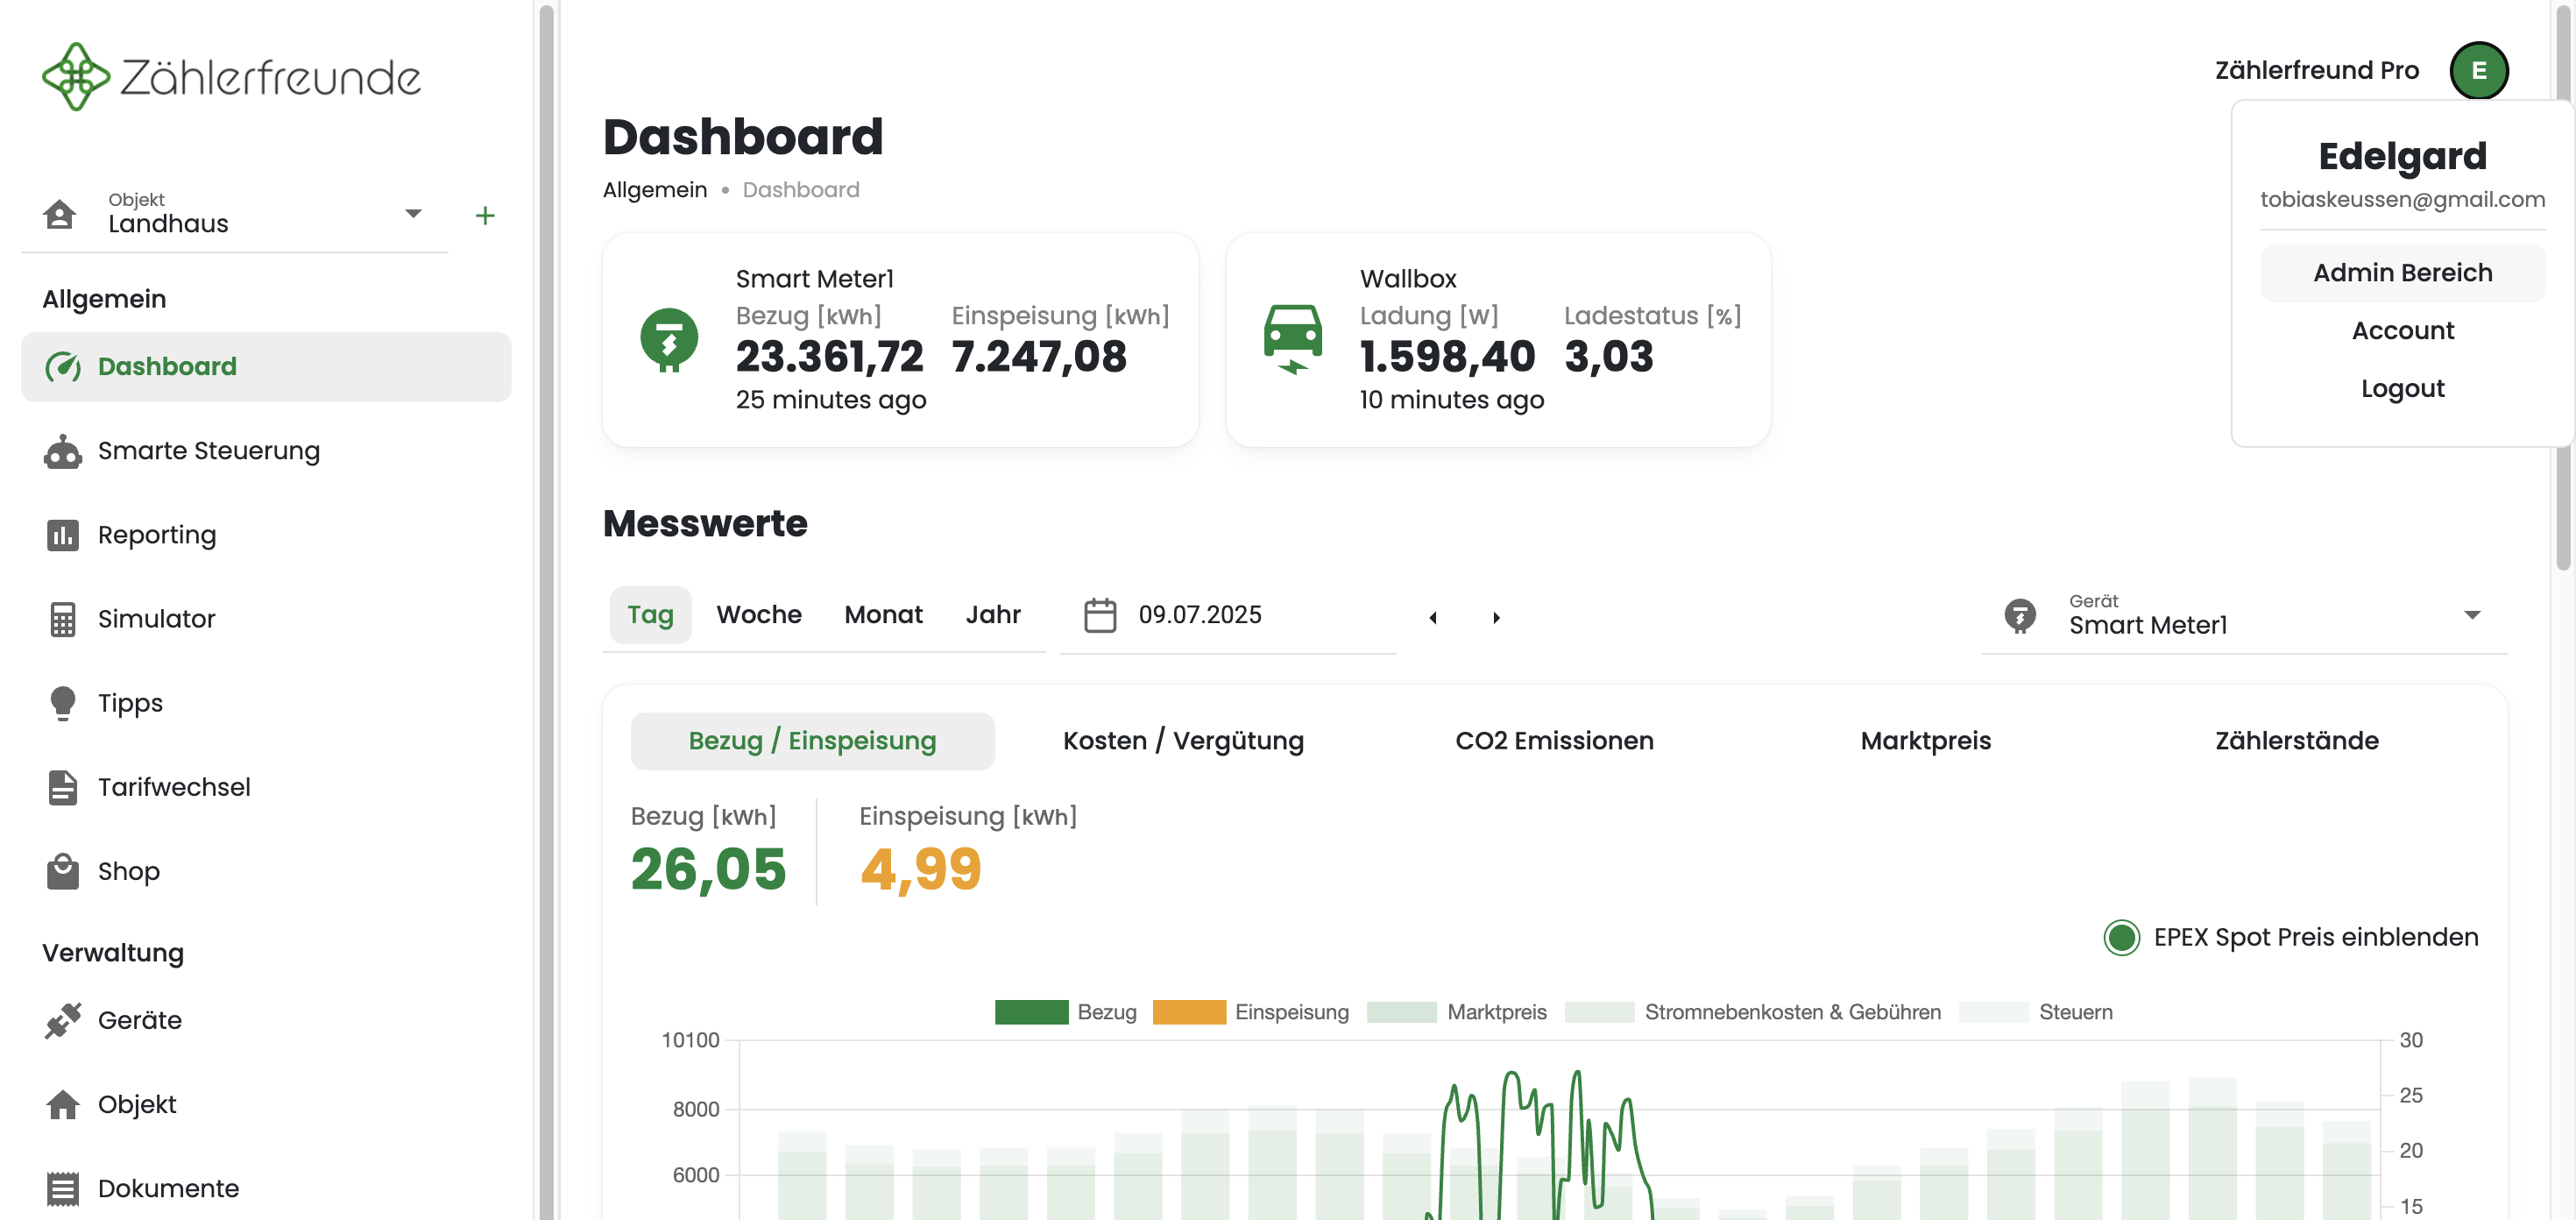 Zählerfreunde
Objekt
Landhaus
+
Allgemein
Dashboard
Smarte Steuerung
Reporting
Simulator
Tipps
Tarifwechsel
Shop
Verwaltung
Geräte
Objekt
Dokumente
Zählerfreund Pro
E
Edelgard
tobiaskeussen@gmail.com
Admin Bereich
Account
Logout
Dashboard
Allgemein • Dashboard
Smart Meter1
Bezug [kWh] Einspeisung [kWh]
23.361,72 7.247,08
25 minutes ago
Wallbox
Ladung [W] Ladestatus [%]
1.598,40 3,03
10 minutes ago
Messwerte
Tag Woche Monat Jahr 09.07.2025
Gerät
Smart Meter1
Bezug / Einspeisung Kosten / Vergütung CO2 Emissionen Marktpreis Zählerstände
Bezug [kWh] Einspeisung [kWh]
26,05 4,99
EPEX Spot Preis einblenden
Bezug Einspeisung Marktpreis Stromnebenkosten & Gebühren Steuern
10100 30
8000 25
6000 20
15